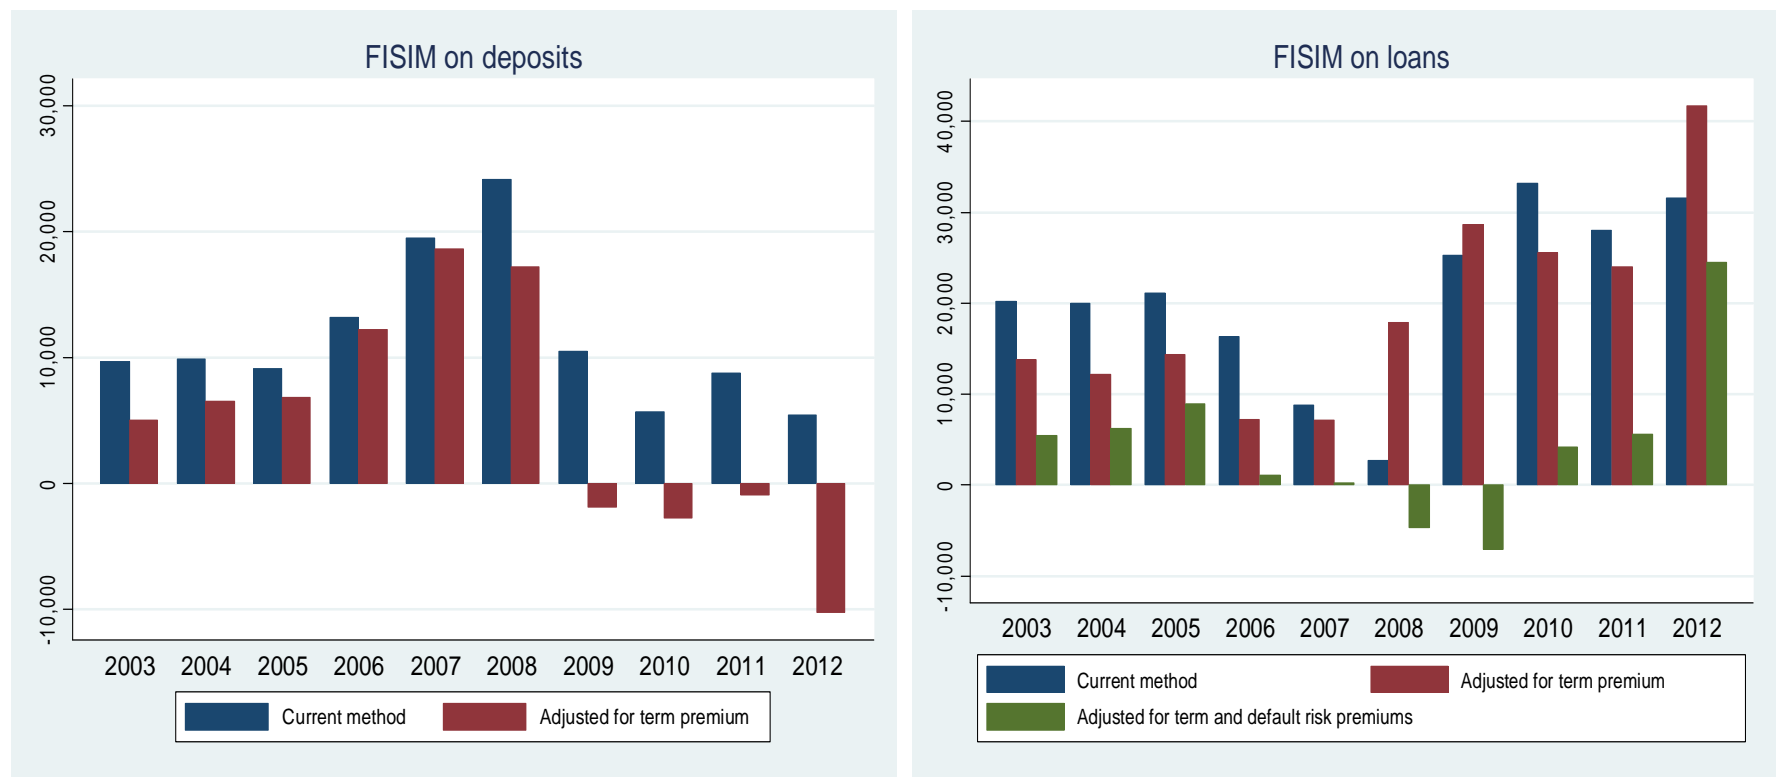 FISIM on deposits
30,000
20,000
10,000
0
-10,000
2003 2004 2005 2006 2007 2008 2009 2010 2011 2012
Current method Adjusted for term premium
FISIM on loans
40,000
30,000
20,000
10,000
0
-10,000
2003 2004 2005 2006 2007 2008 2009 2010 2011 2012
Current method Adjusted for term premium
Adjusted for term and default risk premiums